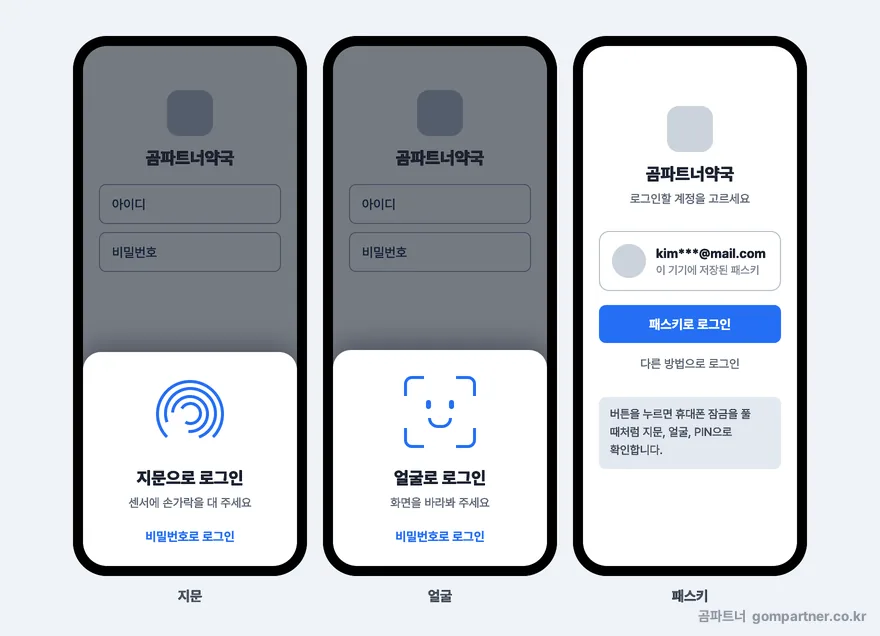 곰파트너약국
아이디
비밀번호
지문으로 로그인
센서에 손가락을 대 주세요
비밀번호로 로그인
지문
곰파트너약국
아이디
비밀번호
얼굴로 로그인
화면을 바라봐 주세요
비밀번호로 로그인
얼굴
곰파트너약국
로그인할 계정을 고르세요
kim***@mail.com
이 기기에 저장된 패스키
패스키로 로그인
다른 방법으로 로그인
버튼을 누르면 휴대폰 잠금을 풀
때처럼 지문, 얼굴, PIN으로
확인합니다.
패스키
곰파트너 gompartner.co.kr